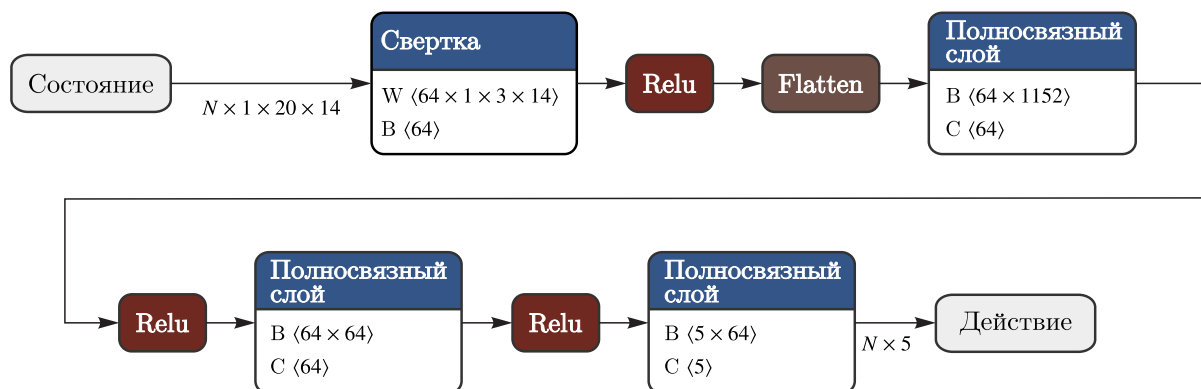 Состояние
N × 1 × 20 × 14
Свертка
W ⟨64 × 1 × 3 × 14⟩
B ⟨64⟩
Relu
Flatten
Полносвязный
слой
B ⟨64 × 1152⟩
C ⟨64⟩
Relu
Полносвязный
слой
B ⟨64 × 64⟩
C ⟨64⟩
Relu
Полносвязный
слой
B ⟨5 × 64⟩
C ⟨5⟩
N × 5
Действие